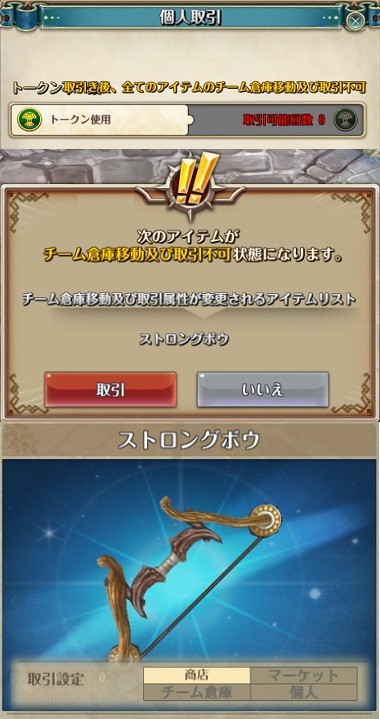 個人取引
トークン取引き後、全てのアイテムのチーム倉庫移動及び取引不可
トークン使用
取引可能回数 0
次のアイテムが
チーム倉庫移動及び取引不可状態になります。
チーム倉庫移動及び取引属性が変更されるアイテムリスト
ストロングボウ
取引
いいえ
ストロングボウ
取引設定
商店
マーケット
チーム倉庫
個人